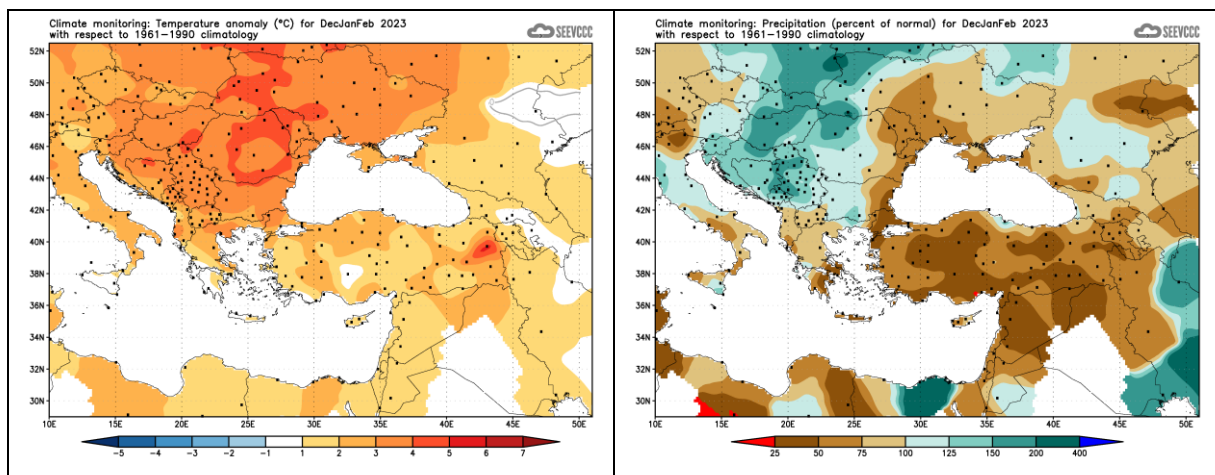 Climate monitoring: Temperature anomaly (°C) for DecJanFeb 2023
with respect to 1961–1990 climatology
SEEVCCC
52N
50N
48N
46N
44N
42N
40N
38N
36N
34N
32N
30N
10E 15E 20E 25E 30E 35E 40E 45E 50E
-5 -4 -3 -2 -1 1 2 3 4 5 6 7
Climate monitoring: Precipitation (percent of normal) for DecJanFeb 2023
with respect to 1961–1990 climatology
SEEVCCC
52N
50N
48N
46N
44N
42N
40N
38N
36N
34N
32N
30N
10E 15E 20E 25E 30E 35E 40E 45E 50E
25 50 75 100 125 150 200 400